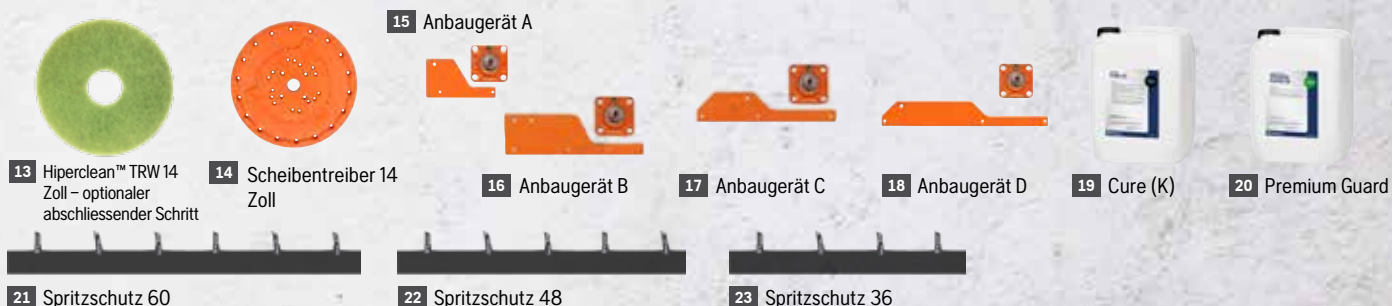 15 Anbaugerät A
13 Hiperclean™ TRW 14
Zoll – optionaler
abschliessender Schritt
14 Scheibentreiber 14
Zoll
16 Anbaugerät B
17 Anbaugerät C
18 Anbaugerät D
19 Cure (K)
20 Premium Guard
21 Spritzschutz 60
22 Spritzschutz 48
23 Spritzschutz 36